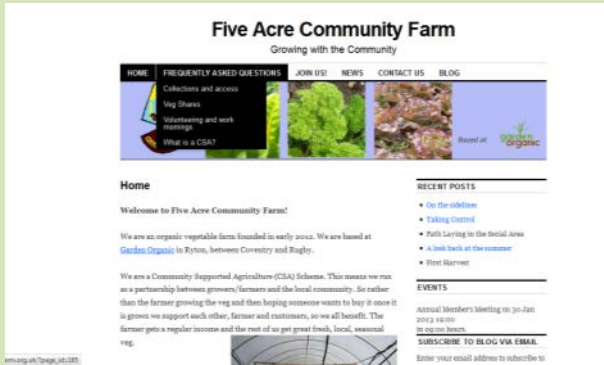 Five Acre Community Farm
Growing with the Community
HOME FREQUENTLY ASKED QUESTIONS JOIN US! NEWS CONTACT US BLOG
Collections and access
Veg Shares
Volunteering and work
mornings
What is a CSA?
Based at garden
organic
Home
Welcome to Five Acre Community Farm!
We are an organic vegetable farm founded in early 2012. We are based at
Garden Organic in Ryton, between Coventry and Rugby.
We are a Community Supported Agriculture (CSA) Scheme. This means we run
as a partnership between growers/farmers and the local community. So rather
than the farmer growing the veg and then hoping someone wants to buy it once it
is grown we support each other, farmer and customers, so we all benefit. The
farmer gets a regular income and the rest of us get great fresh, local, seasonal
veg.
RECENT POSTS
On the sidelines
Taking Control
Path Laying in the Social Area
A look back at the summer
First Harvest
EVENTS
Annual Member's Meeting on 30 Jan
2013 19:00
in 09:00 hours.
SUBSCRIBE TO BLOG VIA EMAIL
Enter your email address to subscribe to